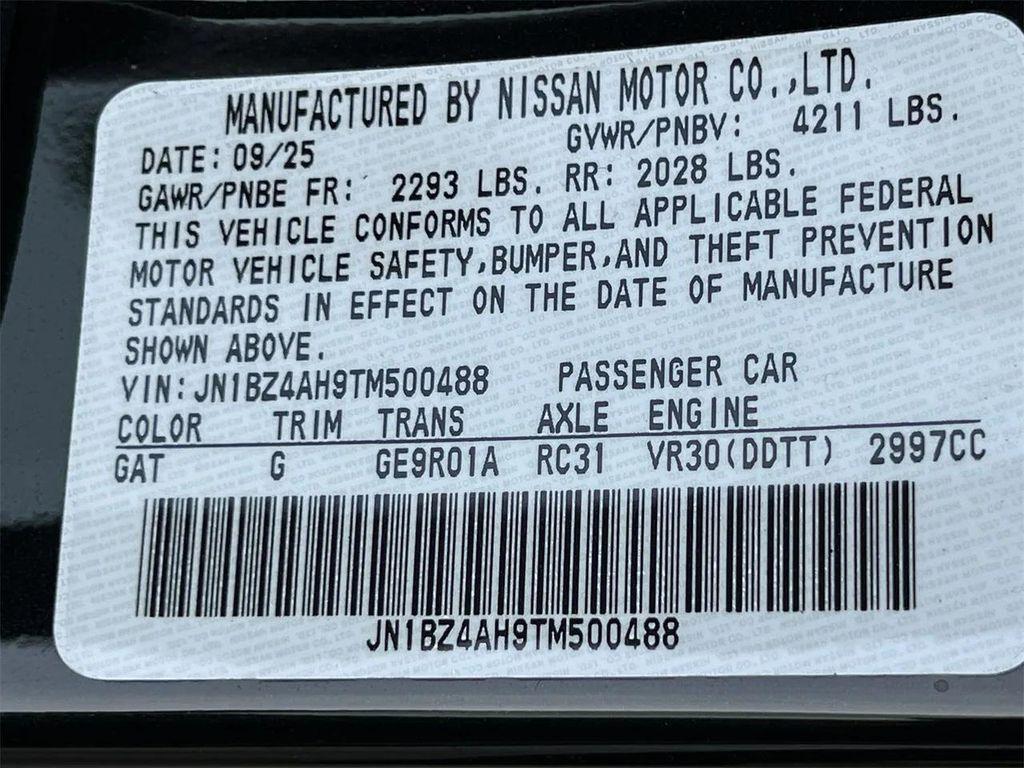 MANUFACTURED BY NISSAN MOTOR CO.,LTD.
DATE: 09/25 GVWR/PNBV: 4211 LBS.
GAWR/PNBE FR: 2293 LBS. RR: 2028 LBS.
THIS VEHICLE CONFORMS TO ALL APPLICABLE FEDERAL
MOTOR VEHICLE SAFETY,BUMPER,AND THEFT PREVENTION
STANDARDS IN EFFECT ON THE DATE OF MANUFACTURE
SHOWN ABOVE.
VIN: JN1BZ4AH9TM500488 PASSENGER CAR
COLOR TRIM TRANS AXLE ENGINE
GAT G GE9R01A RC31 VR30(DDTT) 2997CC
JN1BZ4AH9TM500488